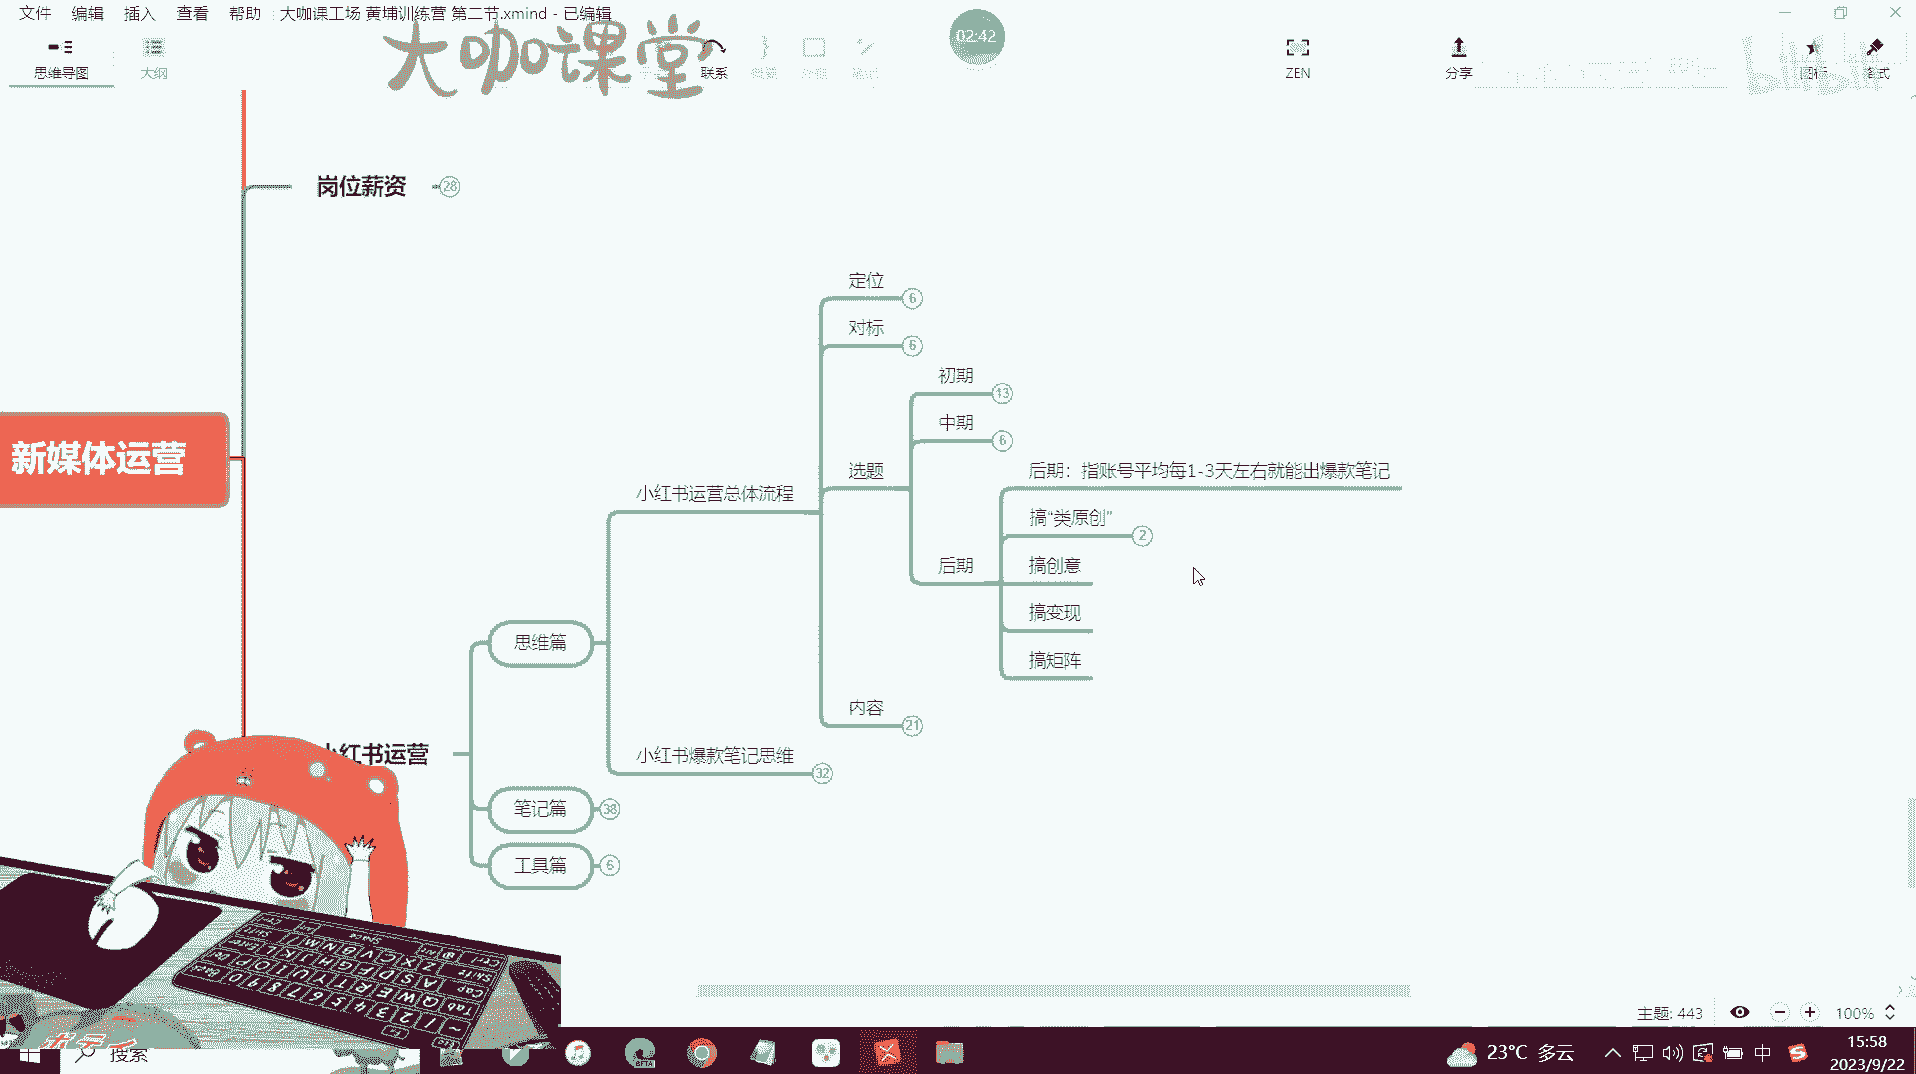 文件 编辑 插入 查看 帮助 大咖课工场 黄埔训练营 第二节.xmind - 已编辑
大咖课堂
02:42
思维导图 大纲 联系 ZEN 分享
bilibili
岗位薪资 28
定位 6
对标 6
初期 13
中期 6
选题
后期：指账号平均每1-3天左右就能出爆款笔记
小红书运营总体流程
搞“类原创” 2
后期
搞创意
搞变现
思维篇
搞矩阵
内容 21
新媒体运营
小红书爆款笔记思维 32
小红书运营
笔记篇 38
工具篇 6
主题: 443 100%
搜索
23°C 多云 中 15:58
2023/9/22